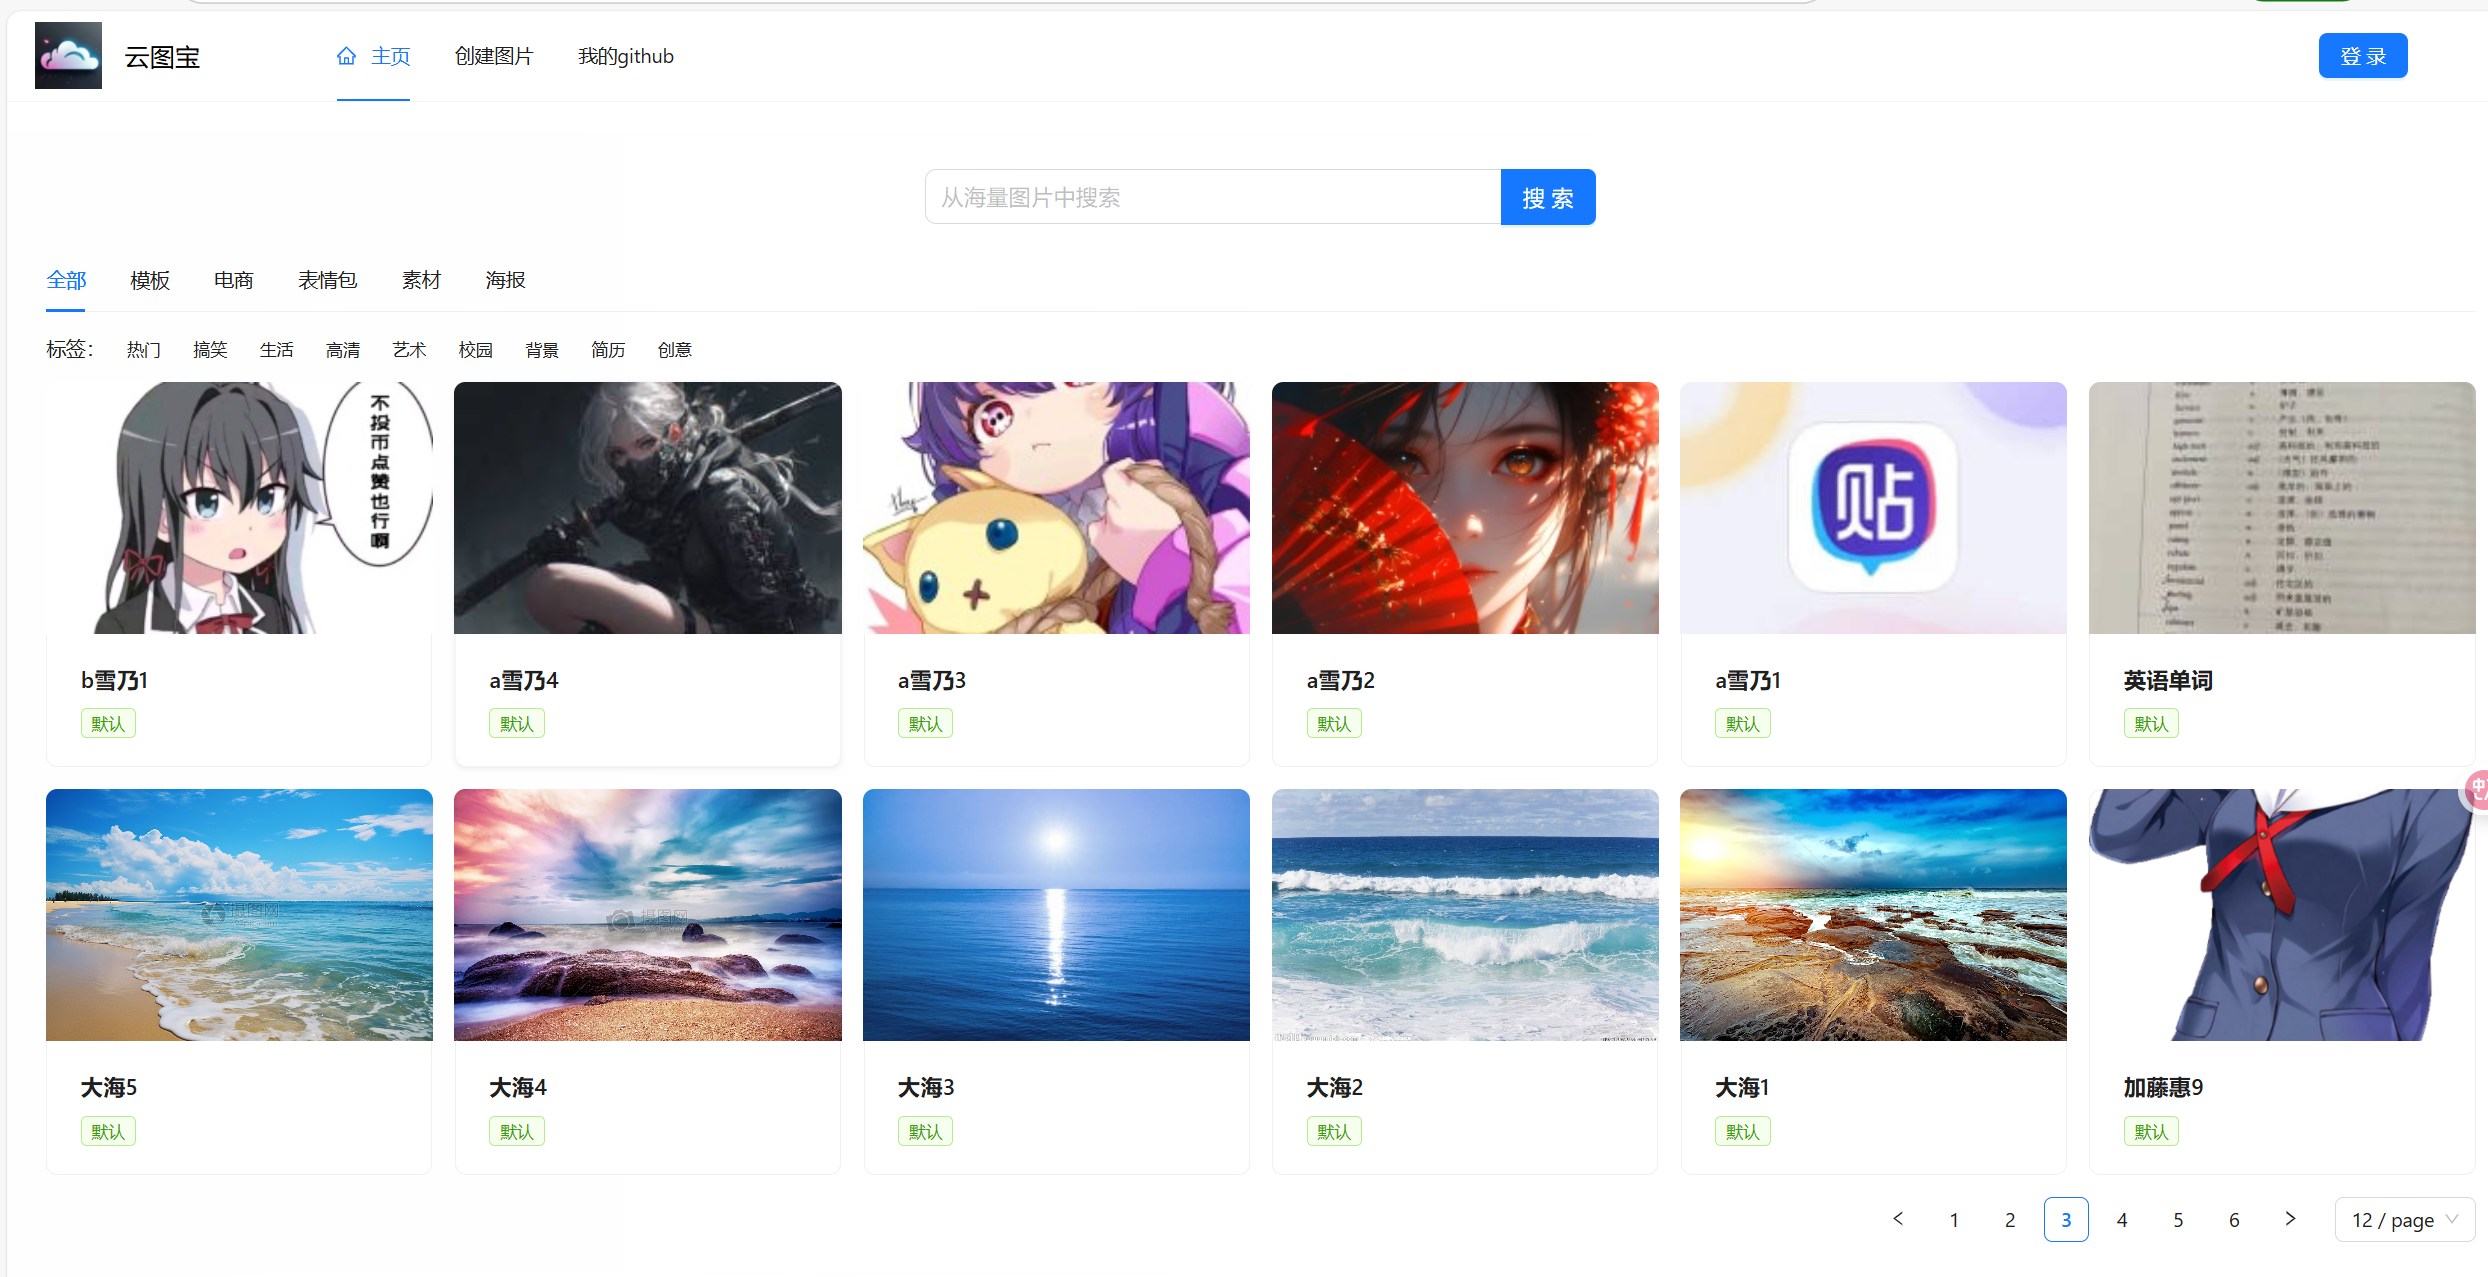 云图宝
主页 创建图片 我的github
登 录
从海量图片中搜索
搜 索
全部 模板 电商 表情包 素材 海报
标签： 热门 搞笑 生活 高清 艺术 校园 背景 简历 创意
不投币点赞也行啊
贴
b雪乃1 a雪乃4 a雪乃3 a雪乃2 a雪乃1 英语单词
默认 默认 默认 默认 默认 默认
摄图网 摄图网
大海5 大海4 大海3 大海2 大海1 加藤惠9
默认 默认 默认 默认 默认 默认
1 2 3 4 5 6 12 / page